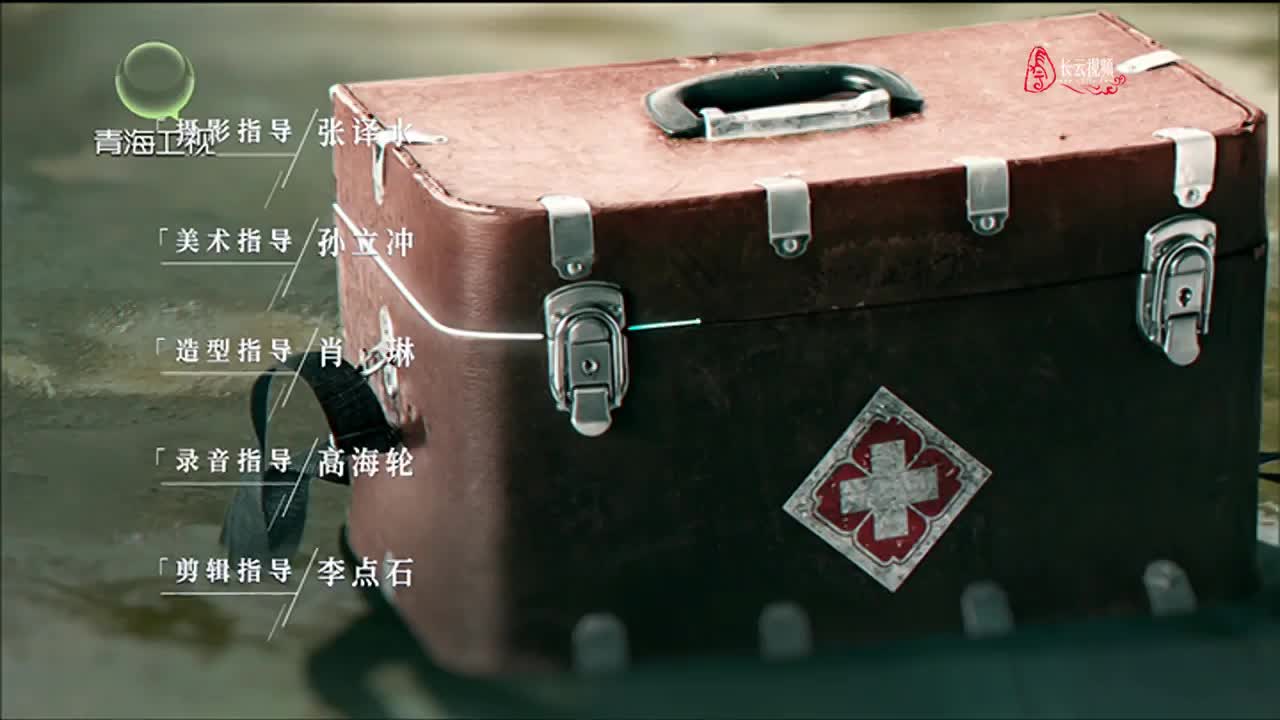 青海卫视
长云视频
「摄影指导 张译水
「美术指导 孙立冲
「造型指导 肖琳
「录音指导 高海轮
「剪辑指导 李点石